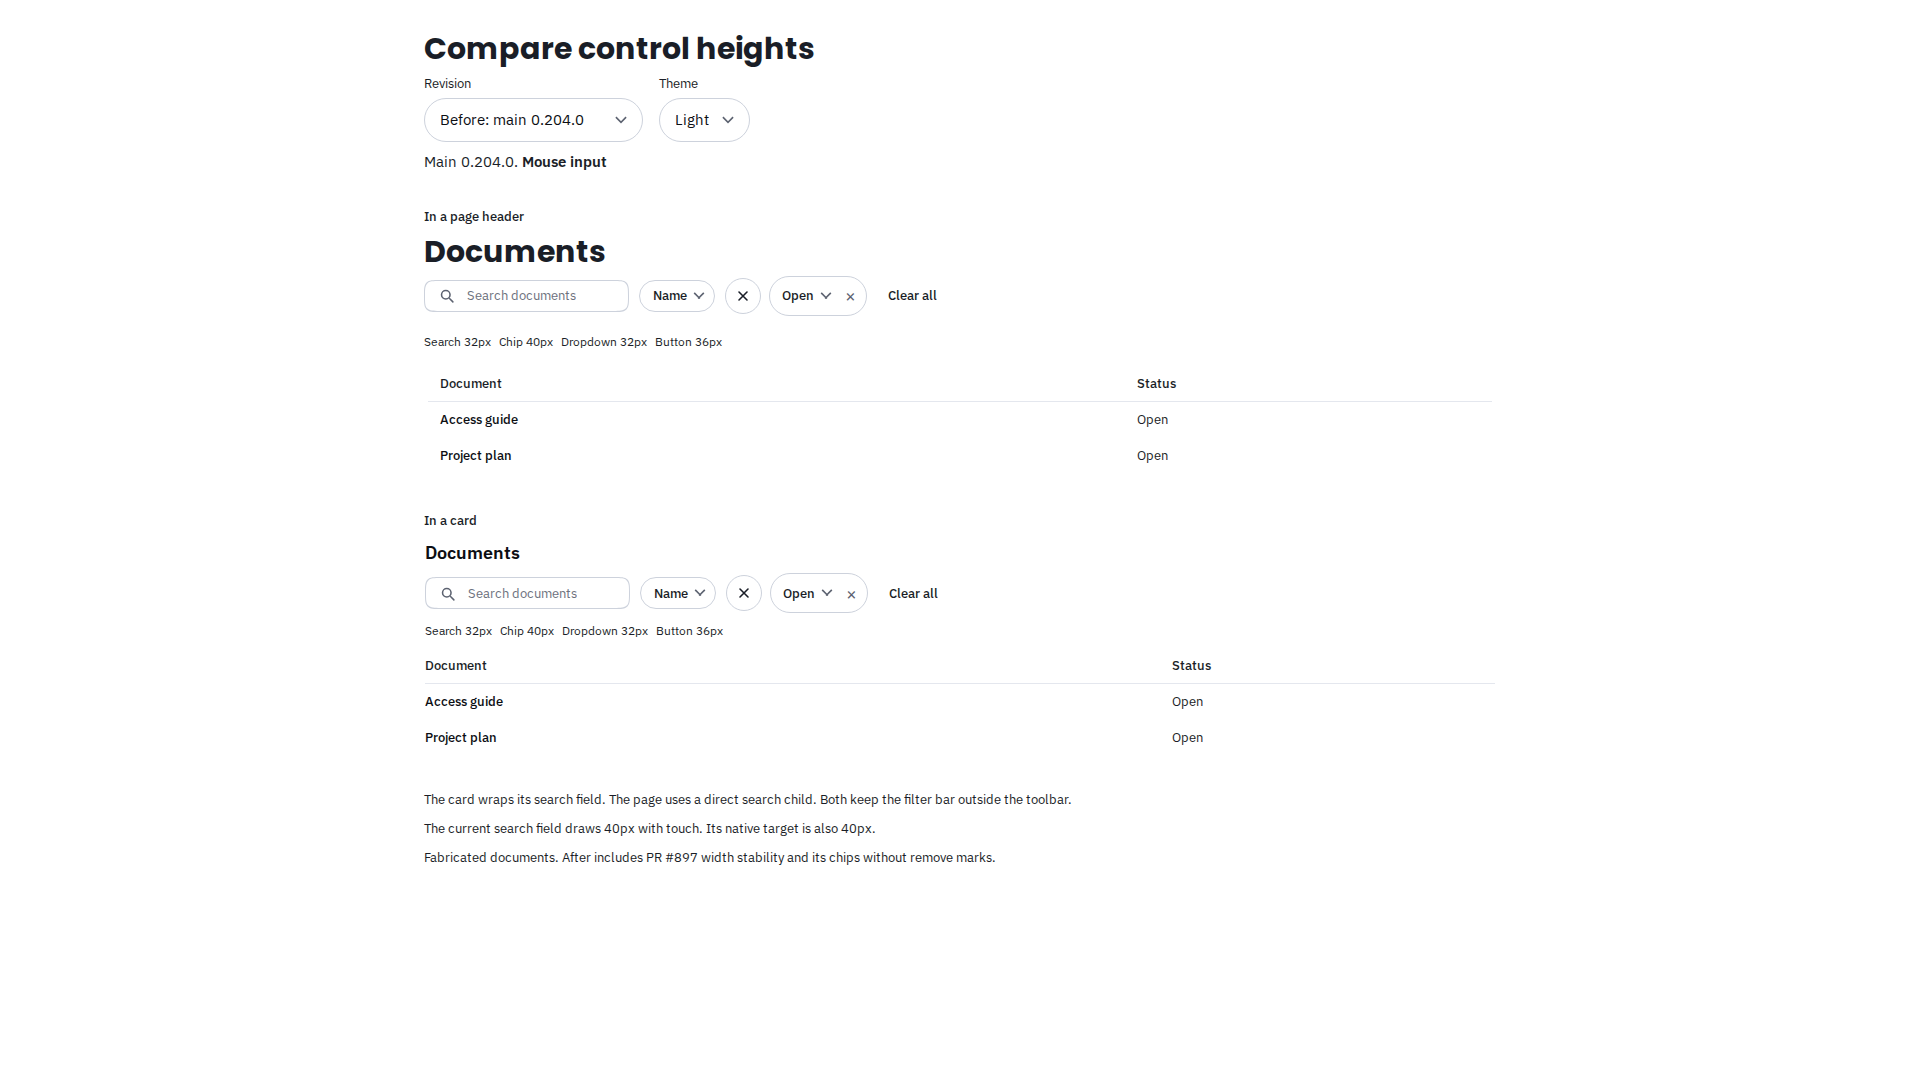 Compare control heights
Revision Theme
Before: main 0.204.0 Light
Main 0.204.0. Mouse input
In a page header
Documents
Search documents Name Open Clear all
Search 32px Chip 40px Dropdown 32px Button 36px
Document Status
Access guide Open
Project plan Open
In a card
Documents
Search documents Name Open Clear all
Search 32px Chip 40px Dropdown 32px Button 36px
Document Status
Access guide Open
Project plan Open
The card wraps its search field. The page uses a direct search child. Both keep the filter bar outside the toolbar.
The current search field draws 40px with touch. Its native target is also 40px.
Fabricated documents. After includes PR #897 width stability and its chips without remove marks.